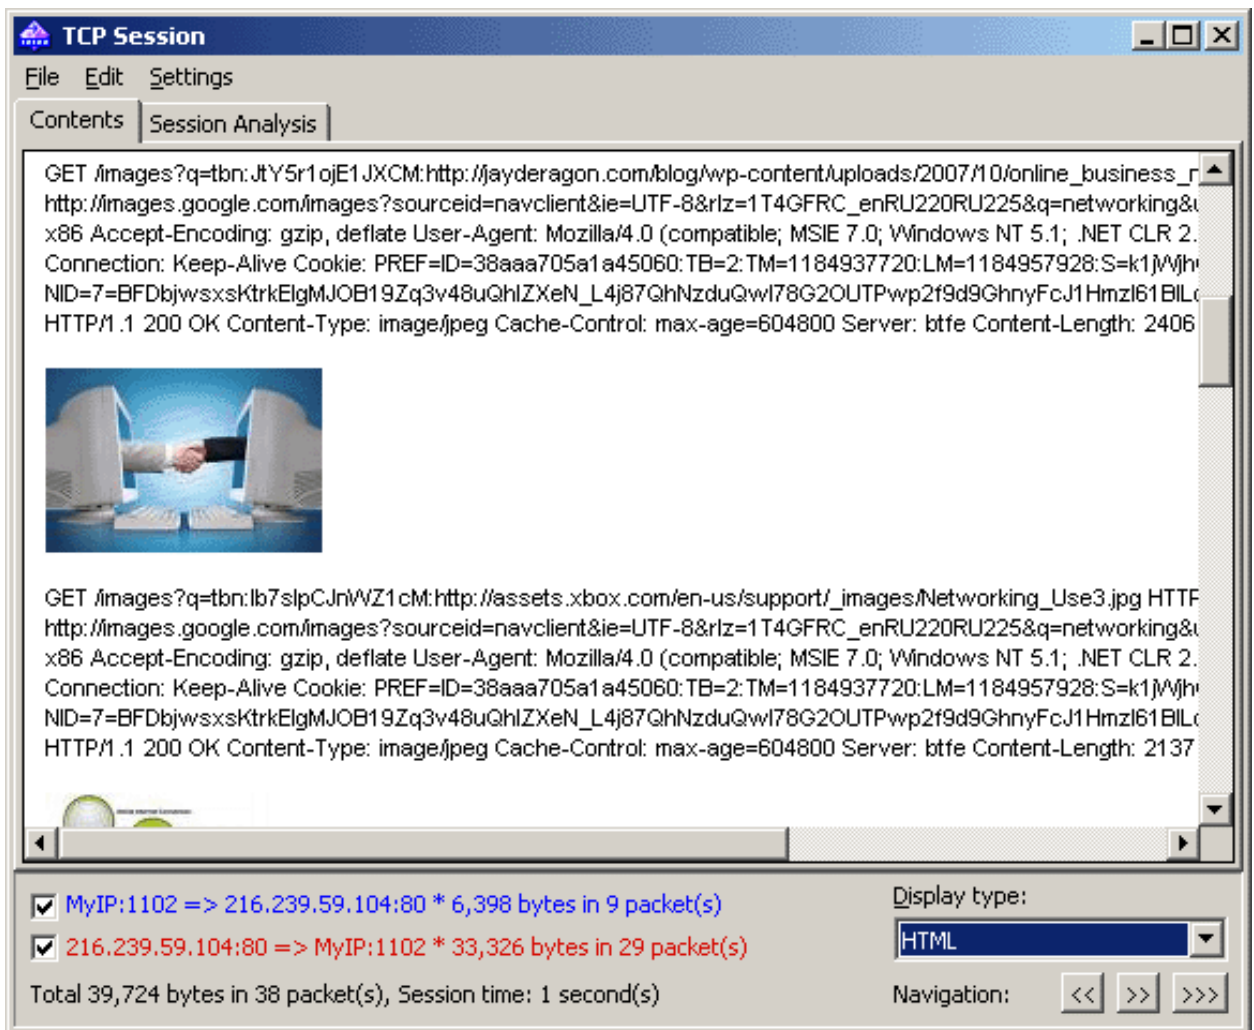 TCP Session
File Edit Settings
Contents Session Analysis
GET /images?q=tbn:JtY5r1ojE1JXCM:http://jayderagon.com/blog/wp-content/uploads/2007/10/online_business_
http://images.google.com/images?sourceid=navclient&ie=UTF-8&rlz=1T4GFRC_enRU220RU225&q=networking&
x86 Accept-Encoding: gzip, deflate User-Agent: Mozilla/4.0 (compatible; MSIE 7.0; Windows NT 5.1; .NET CLR 2.
Connection: Keep-Alive Cookie: PREF=ID=38aaa705a1a45060:TB=2:TM=1184937720:LM=1184957928:S=k1jWjh
HTTP/1.1 200 OK Content-Type: image/jpeg Cache-Control: max-age=604800 Server: btfe Content-Length: 2406
GET /images?q=tbn:Ib7slpCJnWZ1cM:http://assets.xbox.com/en-us/support/_images/Networking_Use3.jpg HTTP
http://images.google.com/images?sourceid=navclient&ie=UTF-8&rlz=1T4GFRC_enRU220RU225&q=networking&
x86 Accept-Encoding: gzip, deflate User-Agent: Mozilla/4.0 (compatible; MSIE 7.0; Windows NT 5.1; .NET CLR 2.
Connection: Keep-Alive Cookie: PREF=ID=38aaa705a1a45060:TB=2:TM=1184937720:LM=1184957928:S=k1jWjh
HTTP/1.1 200 OK Content-Type: image/jpeg Cache-Control: max-age=604800 Server: btfe Content-Length: 2137
MyIP:1102 => 216.239.59.104:80 * 6,398 bytes in 9 packet(s)
216.239.59.104:80 => MyIP:1102 * 33,326 bytes in 29 packet(s)
Total 39,724 bytes in 38 packet(s), Session time: 1 second(s)
Display type:
HTML
Navigation: << >> >>>